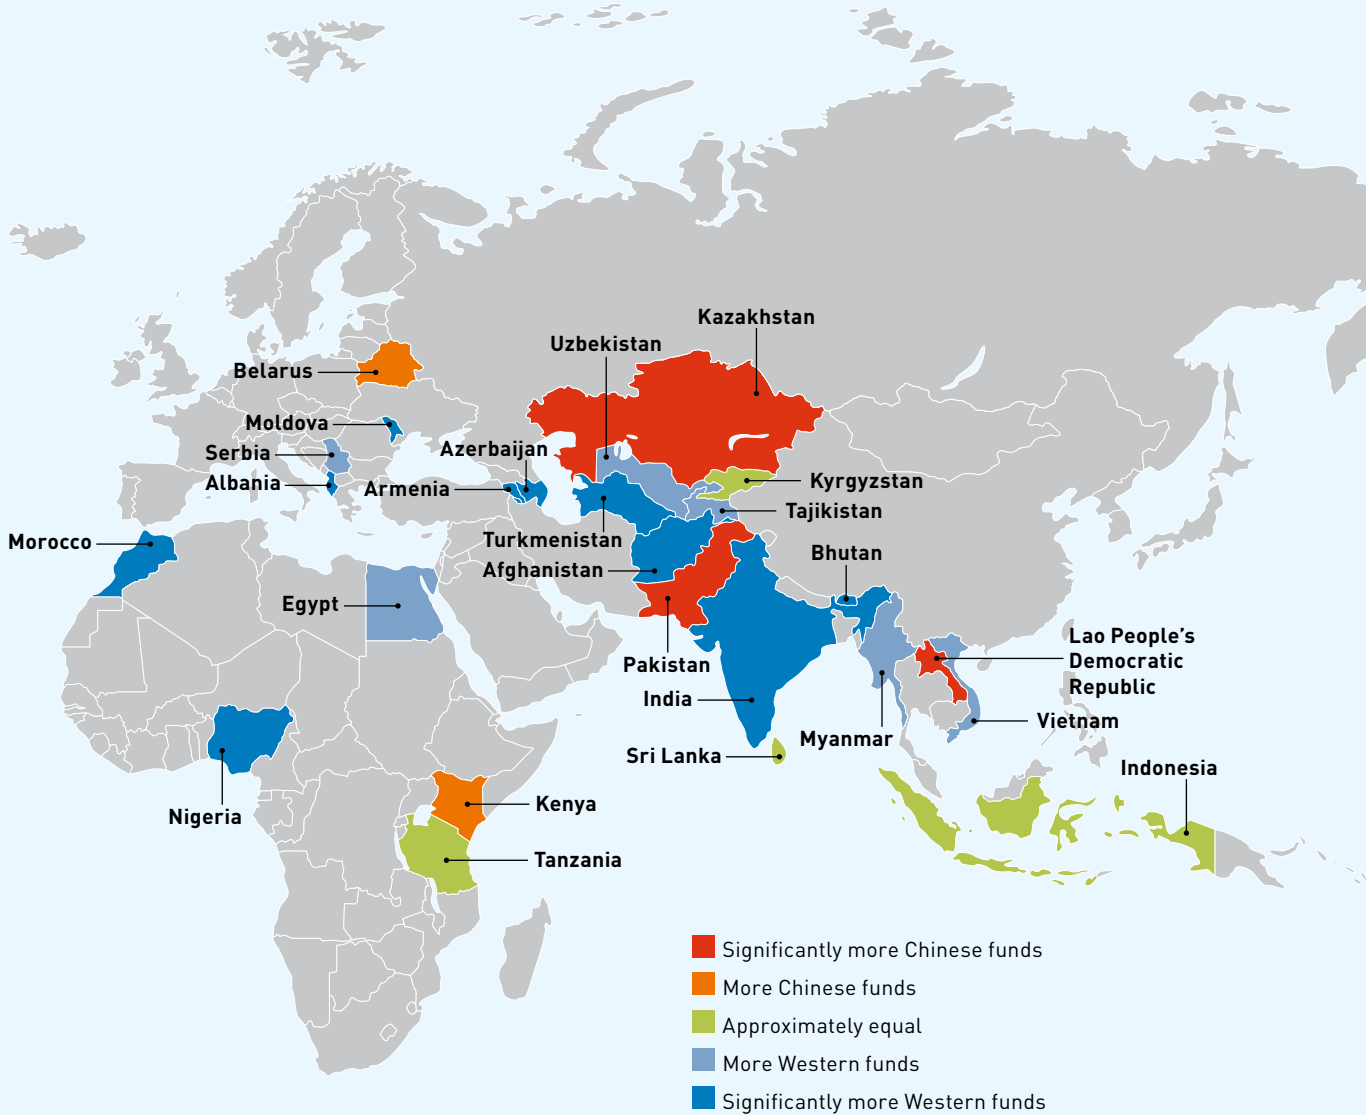 Kazakhstan
Uzbekistan
Belarus
Moldova
Azerbaijan
Serbia
Albania
Armenia
Kyrgyzstan
Tajikistan
Morocco
Turkmenistan
Bhutan
Afghanistan
Egypt
Lao People’s
Democratic
Republic
Pakistan
India
Vietnam
Myanmar
Sri Lanka
Indonesia
Nigeria
Kenya
Tanzania
Significantly more Chinese funds
More Chinese funds
Approximately equal
More Western funds
Significantly more Western funds